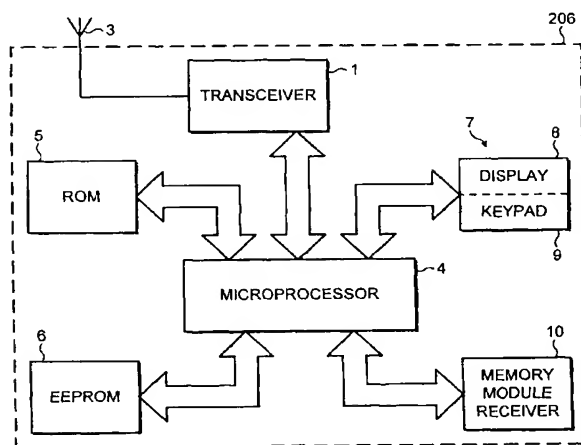 206
3
1
TRANSCEIVER
5
ROM
7
8
DISPLAY
KEYPAD
9
4
MICROPROCESSOR
6
EEPROM
10
MEMORY
MODULE
RECEIVER